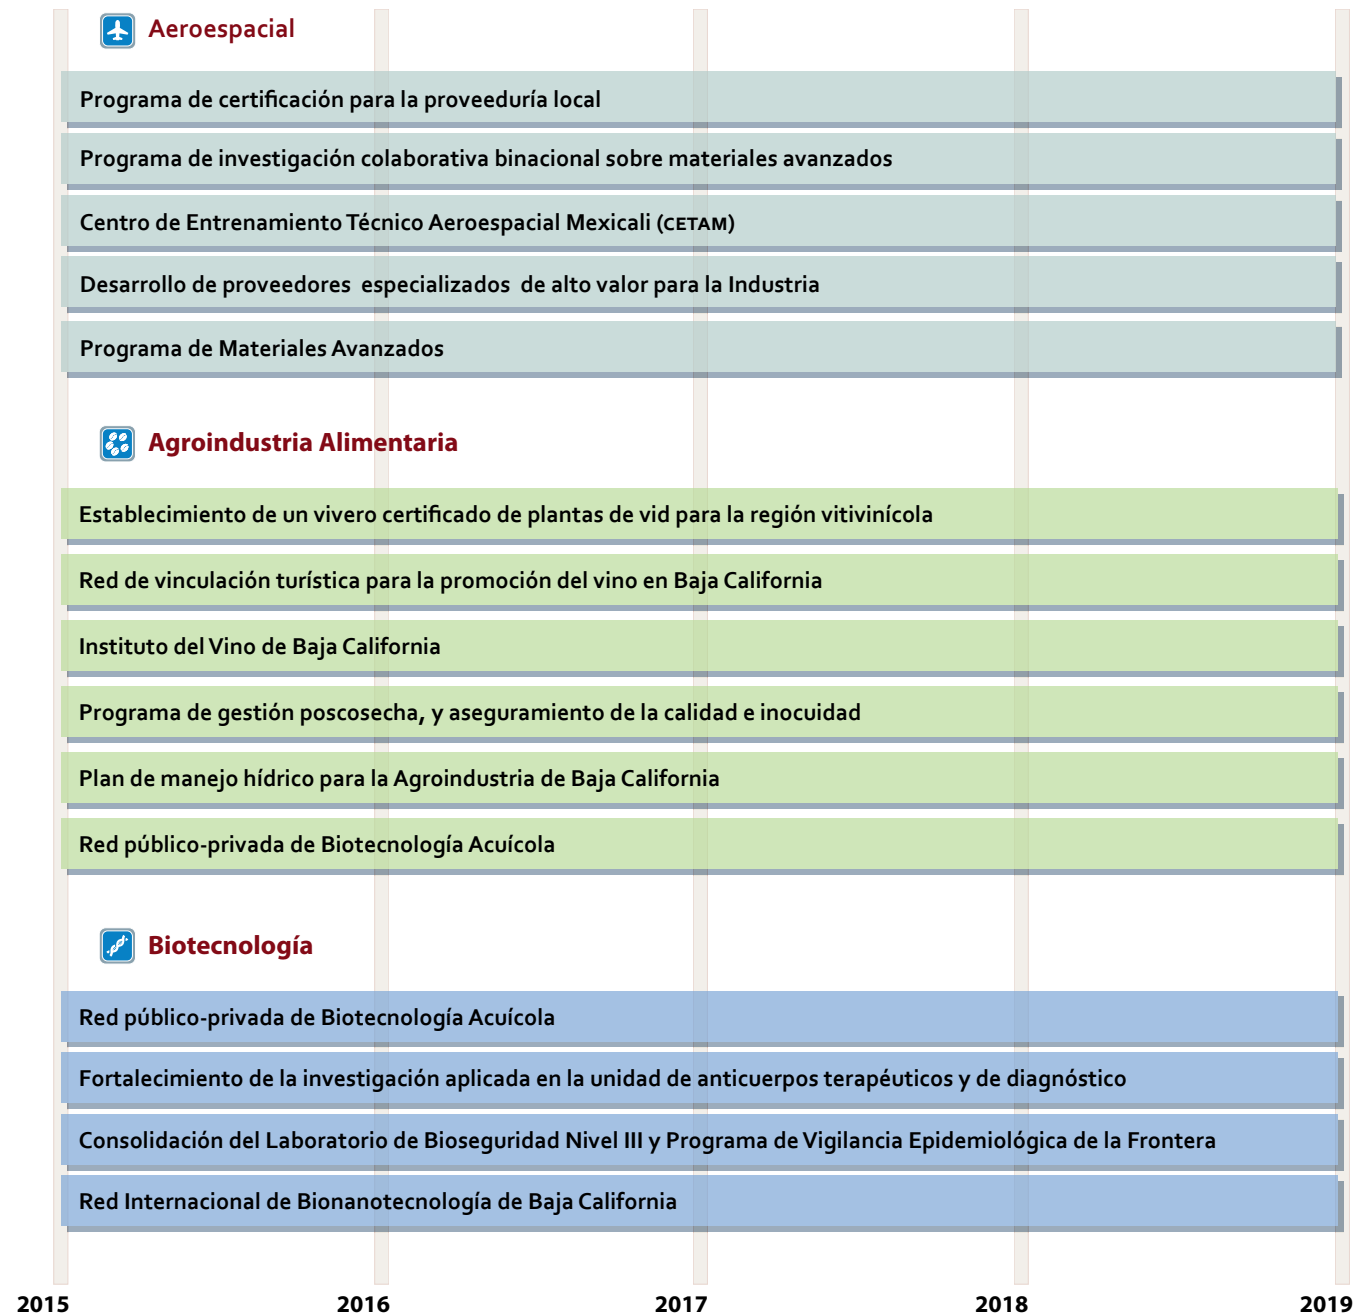 Aeroespacial
Programa de certificación para la proveeduría local
Programa de investigación colaborativa binacional sobre materiales avanzados
Centro de Entrenamiento Técnico Aeroespacial Mexicali (CETAM)
Desarrollo de proveedores especializados de alto valor para la Industria
Programa de Materiales Avanzados
Agroindustria Alimentaria
Establecimiento de un vivero certificado de plantas de vid para la región vitivinícola
Red de vinculación turística para la promoción del vino en Baja California
Instituto del Vino de Baja California
Programa de gestión poscosecha, y aseguramiento de la calidad e inocuidad
Plan de manejo hídrico para la Agroindustria de Baja California
Red público-privada de Biotecnología Acuícola
Biotecnología
Red público-privada de Biotecnología Acuícola
Fortalecimiento de la investigación aplicada en la unidad de anticuerpos terapéuticos y de diagnóstico
Consolidación del Laboratorio de Bioseguridad Nivel III y Programa de Vigilancia Epidemiológica de la Frontera
Red Internacional de Bionanotecnología de Baja California
2015 2016 2017 2018 2019